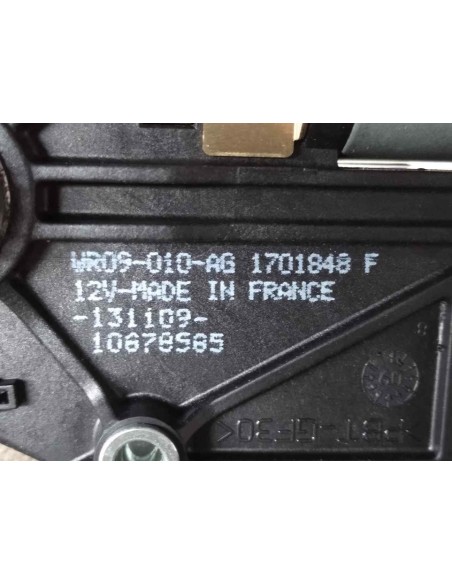 WR09-010-AG 1701848 F
12V-MADE IN FRANCE
-131109-
10678585
>PBT-GF30<